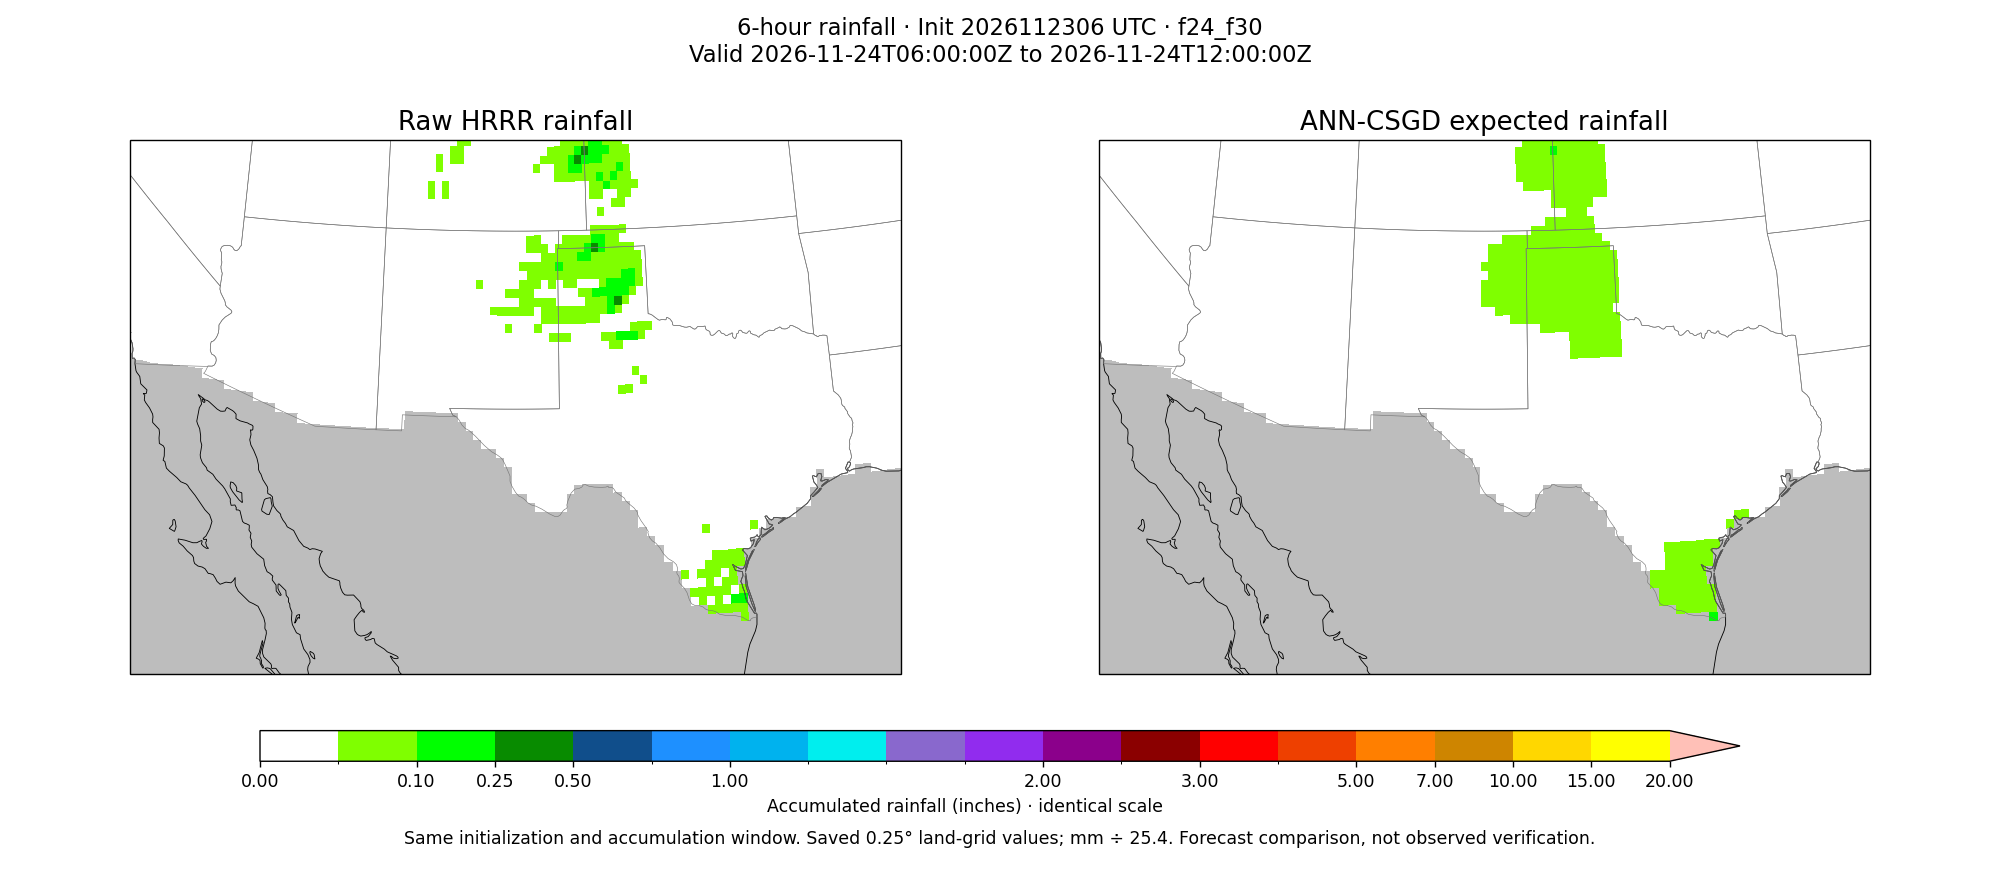 6-hour rainfall · Init 2026112306 UTC · f24_f30
Valid 2026-11-24T06:00:00Z to 2026-11-24T12:00:00Z
Raw HRRR rainfall
ANN-CSGD expected rainfall
0.00 0.10 0.25 0.50 1.00 2.00 3.00 5.00 7.00 10.00 15.00 20.00
Accumulated rainfall (inches) · identical scale
Same initialization and accumulation window. Saved 0.25° land-grid values; mm ÷ 25.4. Forecast comparison, not observed verification.